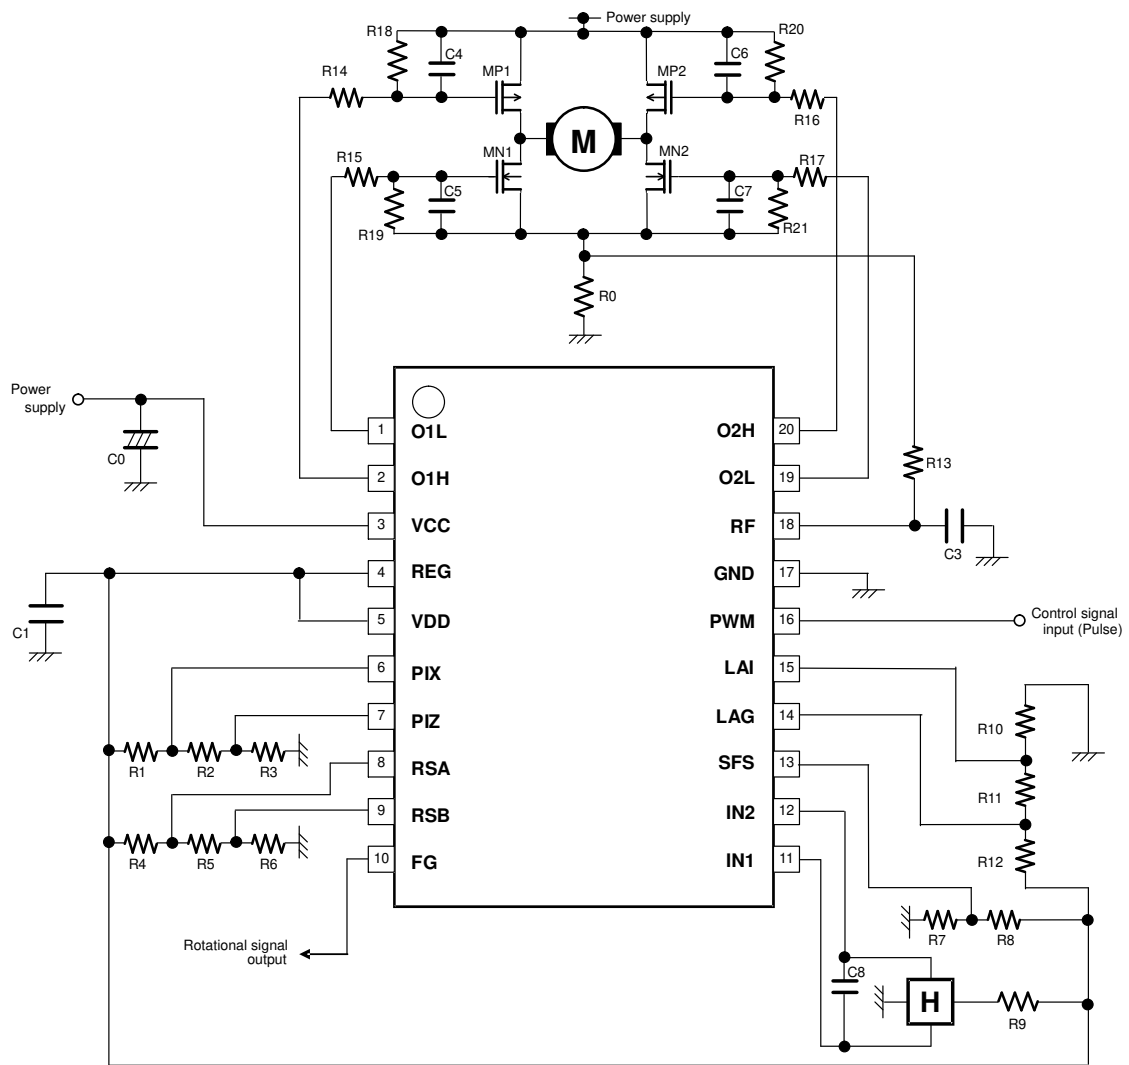 Power supply
R18
C4
C6
R20
R14
MP1
MP2
R16
M
R15
MN1
MN2
R17
R19
C5
C7
R21
R0
Power
supply
C0
1
O1L
O2H
20
R13
2
O1H
O2L
19
3
VCC
RF
18
C3
4
REG
GND
17
C1
5
VDD
PWM
16
Control signal
input (Pulse)
6
PIX
LAI
15
7
PIZ
LAG
14
R10
R1
R2
R3
8
RSA
SFS
13
R11
9
RSB
IN2
12
R4
R5
R6
10
FG
IN1
11
R12
R7
R8
Rotational signal
output
C8
H
R9